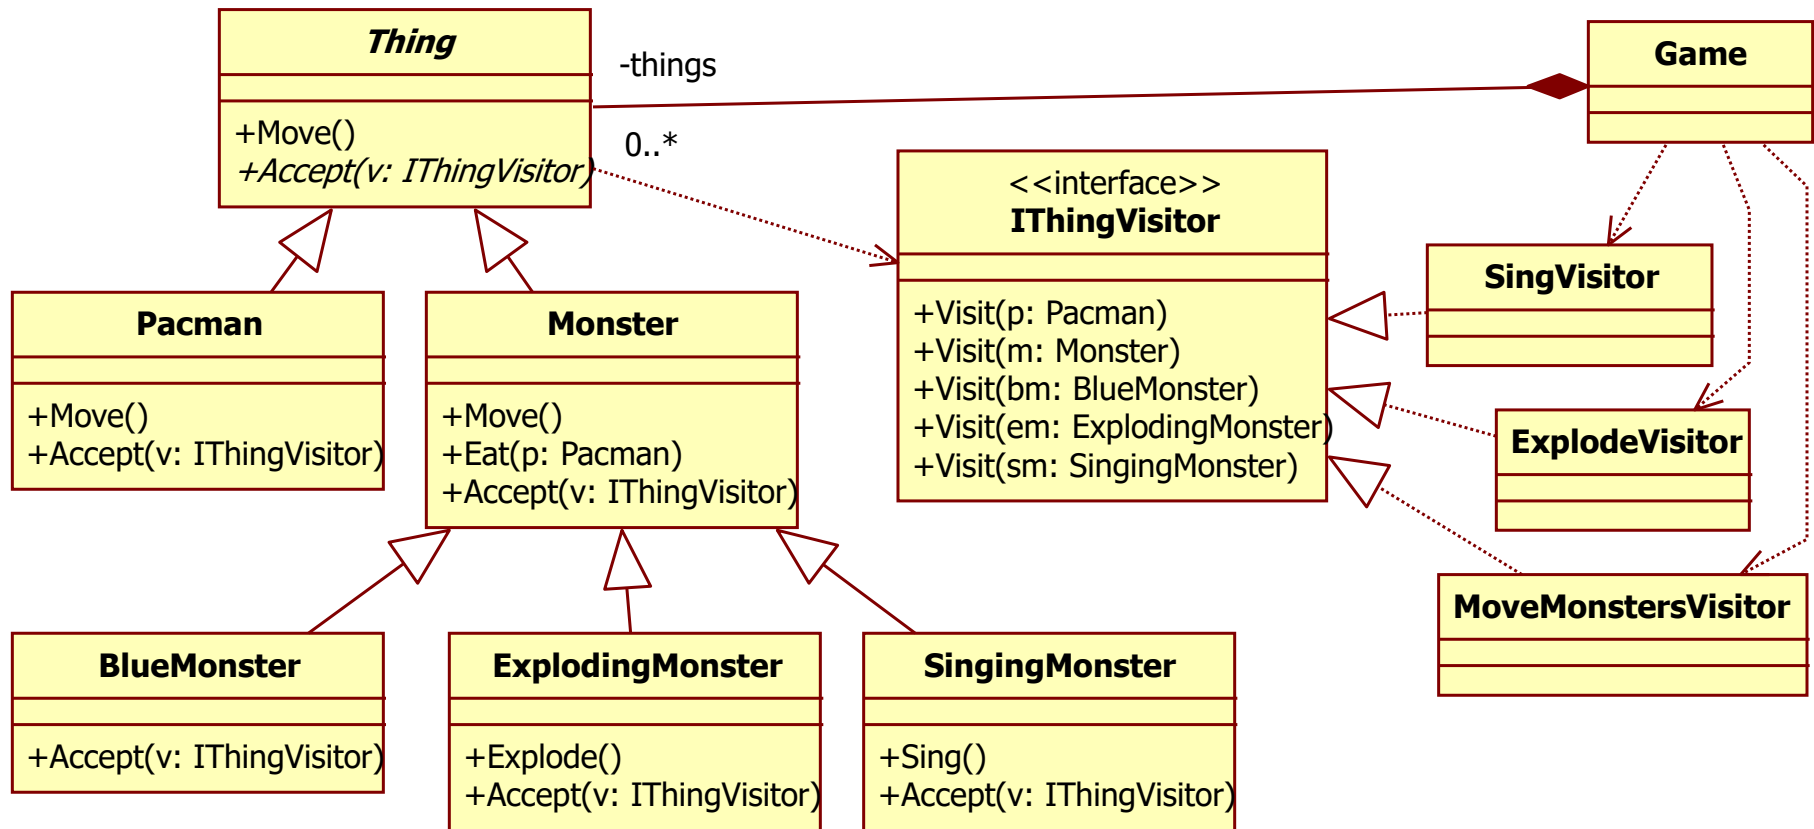 Thing
+Move()
+Accept(v: IThingVisitor)
-things
0..*
Game
<<interface>>
IThingVisitor
+Visit(p: Pacman)
+Visit(m: Monster)
+Visit(bm: BlueMonster)
+Visit(em: ExplodingMonster)
+Visit(sm: SingingMonster)
SingVisitor
ExplodeVisitor
MoveMonstersVisitor
Pacman
+Move()
+Accept(v: IThingVisitor)
Monster
+Move()
+Eat(p: Pacman)
+Accept(v: IThingVisitor)
BlueMonster
+Accept(v: IThingVisitor)
ExplodingMonster
+Explode()
+Accept(v: IThingVisitor)
SingingMonster
+Sing()
+Accept(v: IThingVisitor)